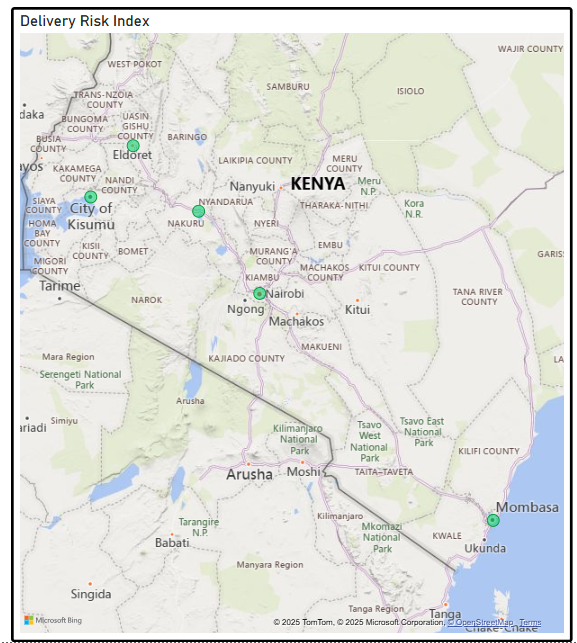 Delivery Risk Index
WAJIR COUNTY
WEST POKOT
SAMBURU
ISIOLO
TRANS-NZOIA
COUNTY
daka
BUNGOMA
COUNTY
UASIN
GISHU
COUNTY
BUSIA
COUNTY
BARINGO
Eldoret
LAIKIPIA COUNTY
MERU
COUNTY
KAKAMEGA
COUNTY
NANDI
COUNTY
Nanyuki
KENYA
Meru
N.P.
SIAYA
COUNTY
City of
Kisumu
NYANDARUA
THARAKA-NITHI
Kora
N.R.
HOMA
BAY
COUNTY
NAKURU
NYERI
EMBU
KISII
COUNTY
BOMET
MURANG'A
COUNTY
GARIS
MIGORI
COUNTY
KIAMBU
MACHAKOS
COUNTY
KITUI COUNTY
Tarime
NAROK
Nairobi
TANA RIVER
COUNTY
Ngong
Machakos
Kitui
MAKUENI
Mara Region
KAJIADO COUNTY
LA
Serengeti National
Park
Arusha
Simiyu
ariadi
Kilimanjaro
National
Park
Tsavo
West
National
Park
Tsavo East
National
Park
KILIFI COUNTY
Arusha
Moshi
TAITA-TAVETA
Mombasa
Kilimanjaro
Tarangire
N.P.
Mkomazi
National
Park
KWALE
Babati
Ukunda
Manyara Region
Singida
Tanga Region
Tanga
Microsoft Bing
© 2025 TomTom, © 2025 Microsoft Corporation, © OpenStreetMap Terms
Chake-Chake